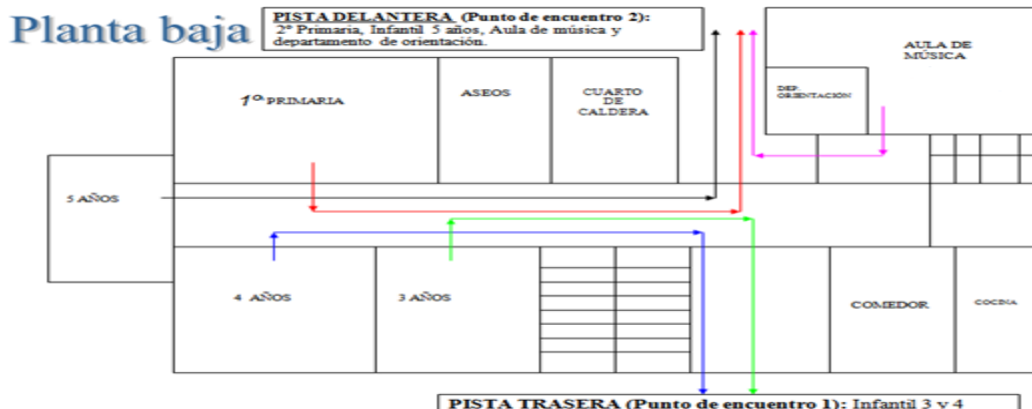 Planta baja
PISTA DELANTERA (Punto de encuentro 2):
2º Primaria, Infantil 5 años, Aula de música y
departamento de orientación.
AULA DE
MÚSICA
DEP.
ORIENTACIÓN
1º PRIMARIA
ASEOS
CUARTO
DE
CALDERA
5 AÑOS
4 AÑOS
3 AÑOS
COMEDOR
COCINA
PISTA TRASERA (Punto de encuentro 1): Infantil 3 y 4